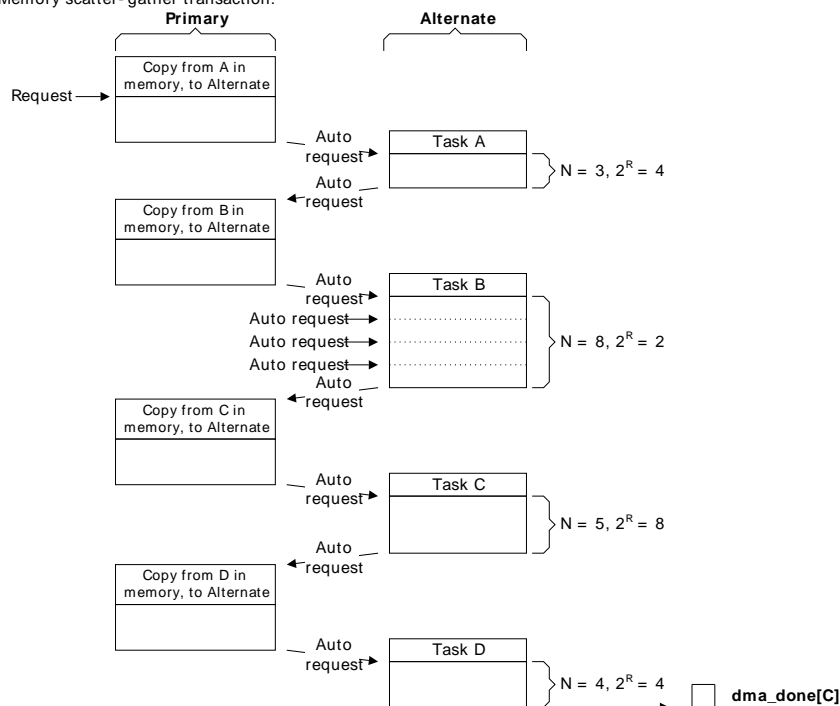 Memory scatter-gather transaction:
Primary
Alternate
Copy from A in
memory, to Alternate
Request
Auto
request
Task A
N = 3, 2^R = 4
Auto
request
Copy from B in
memory, to Alternate
Auto
request
Task B
Auto request
Auto request
Auto request
N = 8, 2^R = 2
Auto
request
Copy from C in
memory, to Alternate
Auto
request
Task C
N = 5, 2^R = 8
Auto
request
Copy from D in
memory, to Alternate
Auto
request
Task D
N = 4, 2^R = 4
dma_done[C]